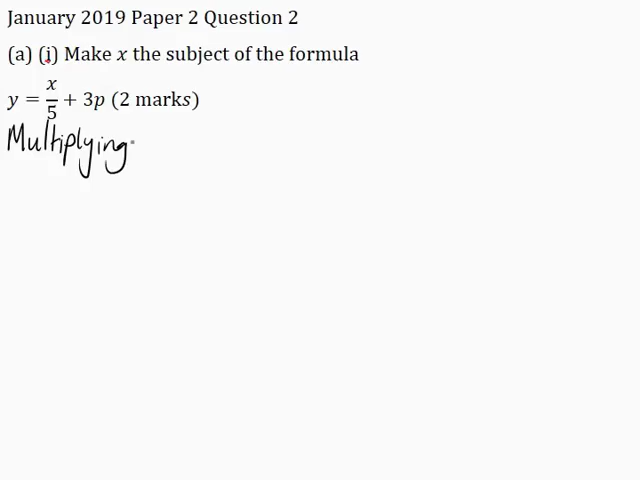 January 2019 Paper 2 Question 2
(a) (i) Make x the subject of the formula
y = x/5 + 3p (2 marks)
Multiplying